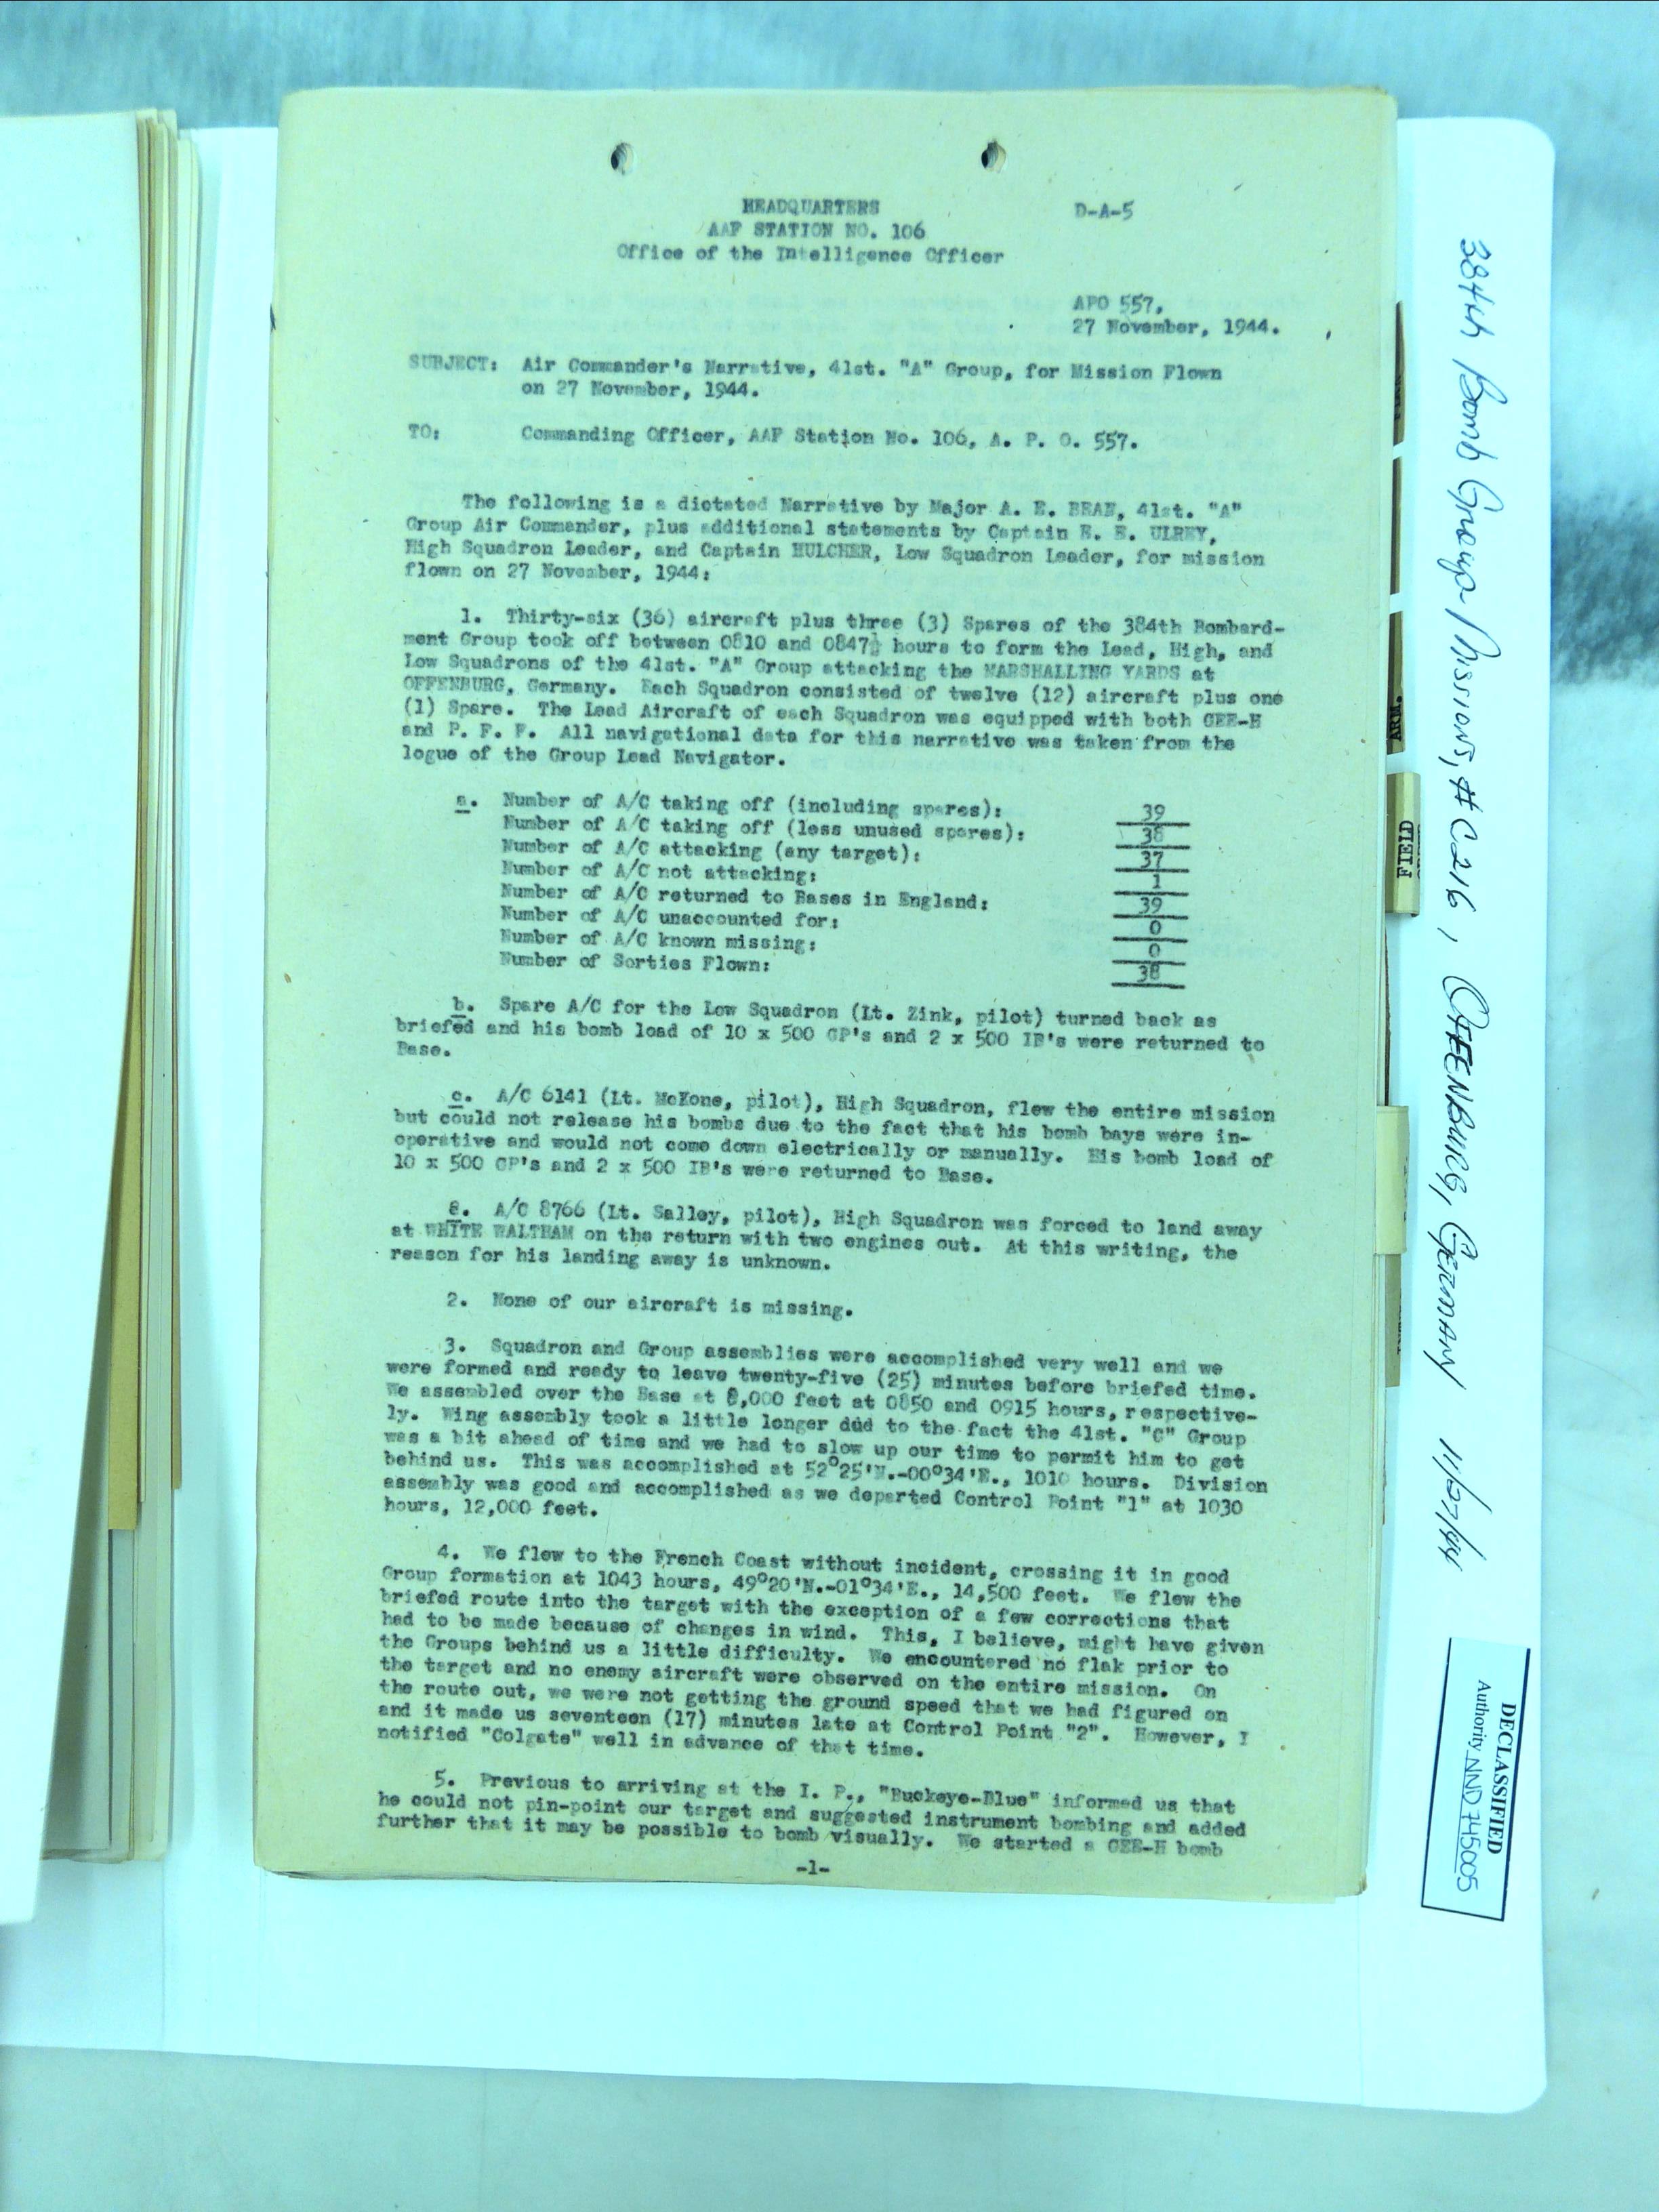 HEADQUARTERS
D-A-5
AAF STATION NO. 106
Office of the Intelligence Officer
APO 557,
27 November, 1944.
SUBJECT: Air Commander's Narrative, 41st. "A" Group, for Mission Flown
on 27 November, 1944.
TO: Commanding Officer, AAF Station No. 106, A. P. O. 557.
The following is a dictated Narrative by Major A. E. BEAN, 41st. "A"
Group Air Commander, plus additional statements by Captain E. E. ULREY,
High Squadron Leader, and Captain HULCHER, Low Squadron Leader, for mission
flown on 27 November, 1944:
1. Thirty-six (36) aircraft plus three (3) Spares of the 384th Bombard-
ment Group took off between 0810 and 0847½ hours to form the Lead, High, and
Low Squadrons of the 41st. "A" Group attacking the MARSHALLING YARDS at
OFFENBURG, Germany. Each Squadron consisted of twelve (12) aircraft plus one
(1) Spare. The Lead Aircraft of each Squadron was equipped with both GEE-H
and P. F. F. All navigational data for this narrative was taken from the
logue of the Group Lead Navigator.
a. Number of A/C taking off (including spares): 39
Number of A/C taking off (less unused spares): 38
Number of A/C attacking (any target): 37
Number of A/C not attacking: 1
Number of A/C returned to Bases in England: 39
Number of A/C unaccounted for: 0
Number of A/C known missing: 0
Number of Sorties Flown: 38
b. Spare A/C for the Low Squadron (Lt. Zink, pilot) turned back as
briefed and his bomb load of 10 x 500 GP's and 2 x 500 IB's were returned to
Base.
c. A/C 6141 (Lt. McKone, pilot), High Squadron, flew the entire mission
but could not release his bombs due to the fact that his bomb bays were in-
operative and would not come down electrically or manually. His bomb load of
10 x 500 GP's and 2 x 500 IB's were returned to Base.
e. A/C 8766 (Lt. Salley, pilot), High Squadron was forced to land away
at WHITE WALTHAM on the return with two engines out. At this writing, the
reason for his landing away is unknown.
2. None of our aircraft is missing.
3. Squadron and Group assemblies were accomplished very well and we
were formed and ready to leave twenty-five (25) minutes before briefed time.
We assembled over the Base at 8,000 feet at 0850 and 0915 hours, respective-
ly. Wing assembly took a little longer dud to the fact the 41st. "C" Group
was a bit ahead of time and we had to slow up our time to permit him to get
behind us. This was accomplished at 52°25'N.-00°34'E., 1010 hours. Division
assembly was good and accomplished as we departed Control Point "1" at 1030
hours, 12,000 feet.
4. We flew to the French Coast without incident, crossing it in good
Group formation at 1043 hours, 49°20'N.-01°34'E., 14,500 feet. We flew the
briefed route into the target with the exception of a few corrections that
had to be made because of changes in wind. This, I believe, might have given
the Groups behind us a little difficulty. We encountered no flak prior to
the target and no enemy aircraft were observed on the entire mission. On
the route out, we were not getting the ground speed that we had figured on
and it made us seventeen (17) minutes late at Control Point "2". However, I
notified "Colgate" well in advance of that time.
5. Previous to arriving at the I. P., "Buckeye-Blue" informed us that
he could not pin-point our target and suggested instrument bombing and added
further that it may be possible to bomb visually. We started a GEE-H bomb
-1-
ARM.
FIELD
384th Bomb Group Missions, #C216, OFFENBURG, GERMANY 11/27/44
DECLASSIFIED
Authority NND 745005